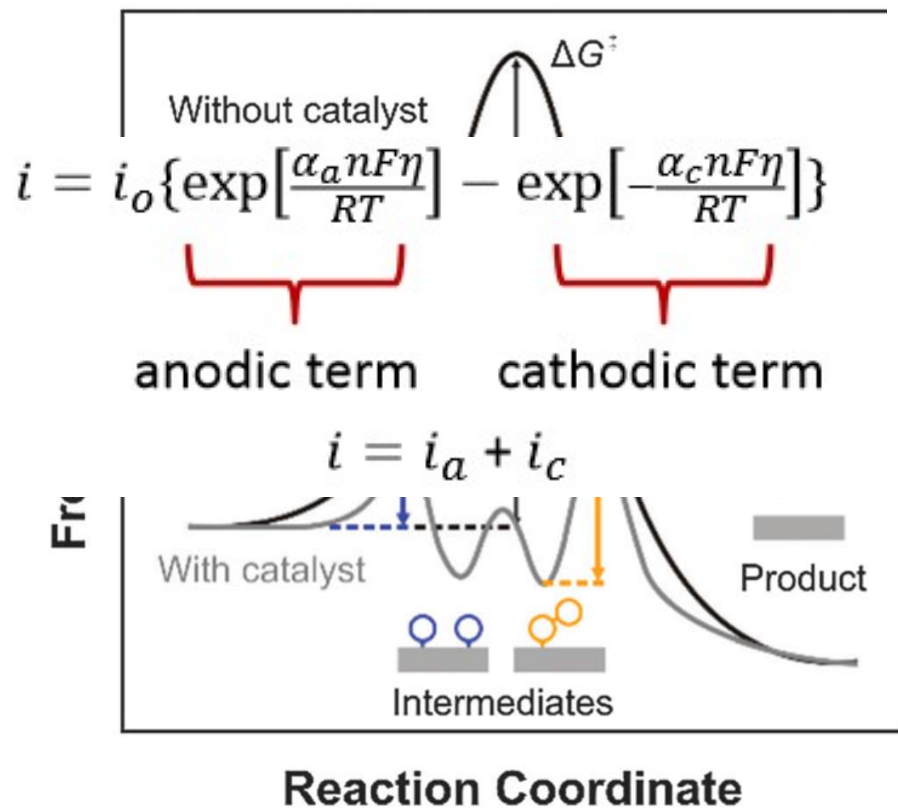 ΔG‡
Without catalyst
i = i_o{exp[α_a nFη/RT] − exp[−α_c nFη/RT]}
anodic term cathodic term
i = i_a + i_c
With catalyst
Product
Intermediates
Reaction Coordinate